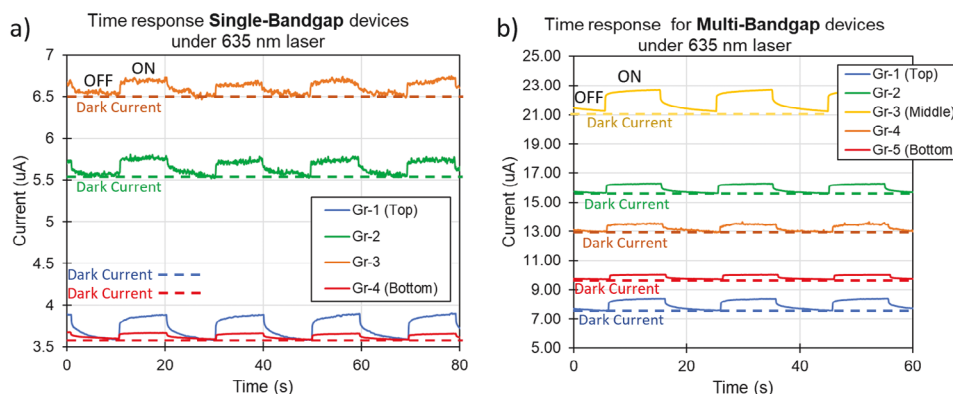 a)
Time response Single-Bandgap devices
under 635 nm laser
7
6.5
6
5.5
5
4.5
4
3.5
Current (uA)
OFF
ON
Dark Current
Dark Current
Dark Current
Dark Current
Gr-1 (Top)
Gr-2
Gr-3
Gr-4 (Bottom)
0
20
40
60
80
Time (s)
b)
Time response for Multi-Bandgap devices
under 635 nm laser
25.00
23.00
21.00
19.00
17.00
15.00
13.00
11.00
9.00
7.00
5.00
Current (uA)
OFF
ON
Dark Current
Dark Current
Dark Current
Dark Current
Dark Current
Gr-1 (Top)
Gr-2
Gr-3 (Middle)
Gr-4
Gr-5 (Bottom
0
20
40
60
Time (s)